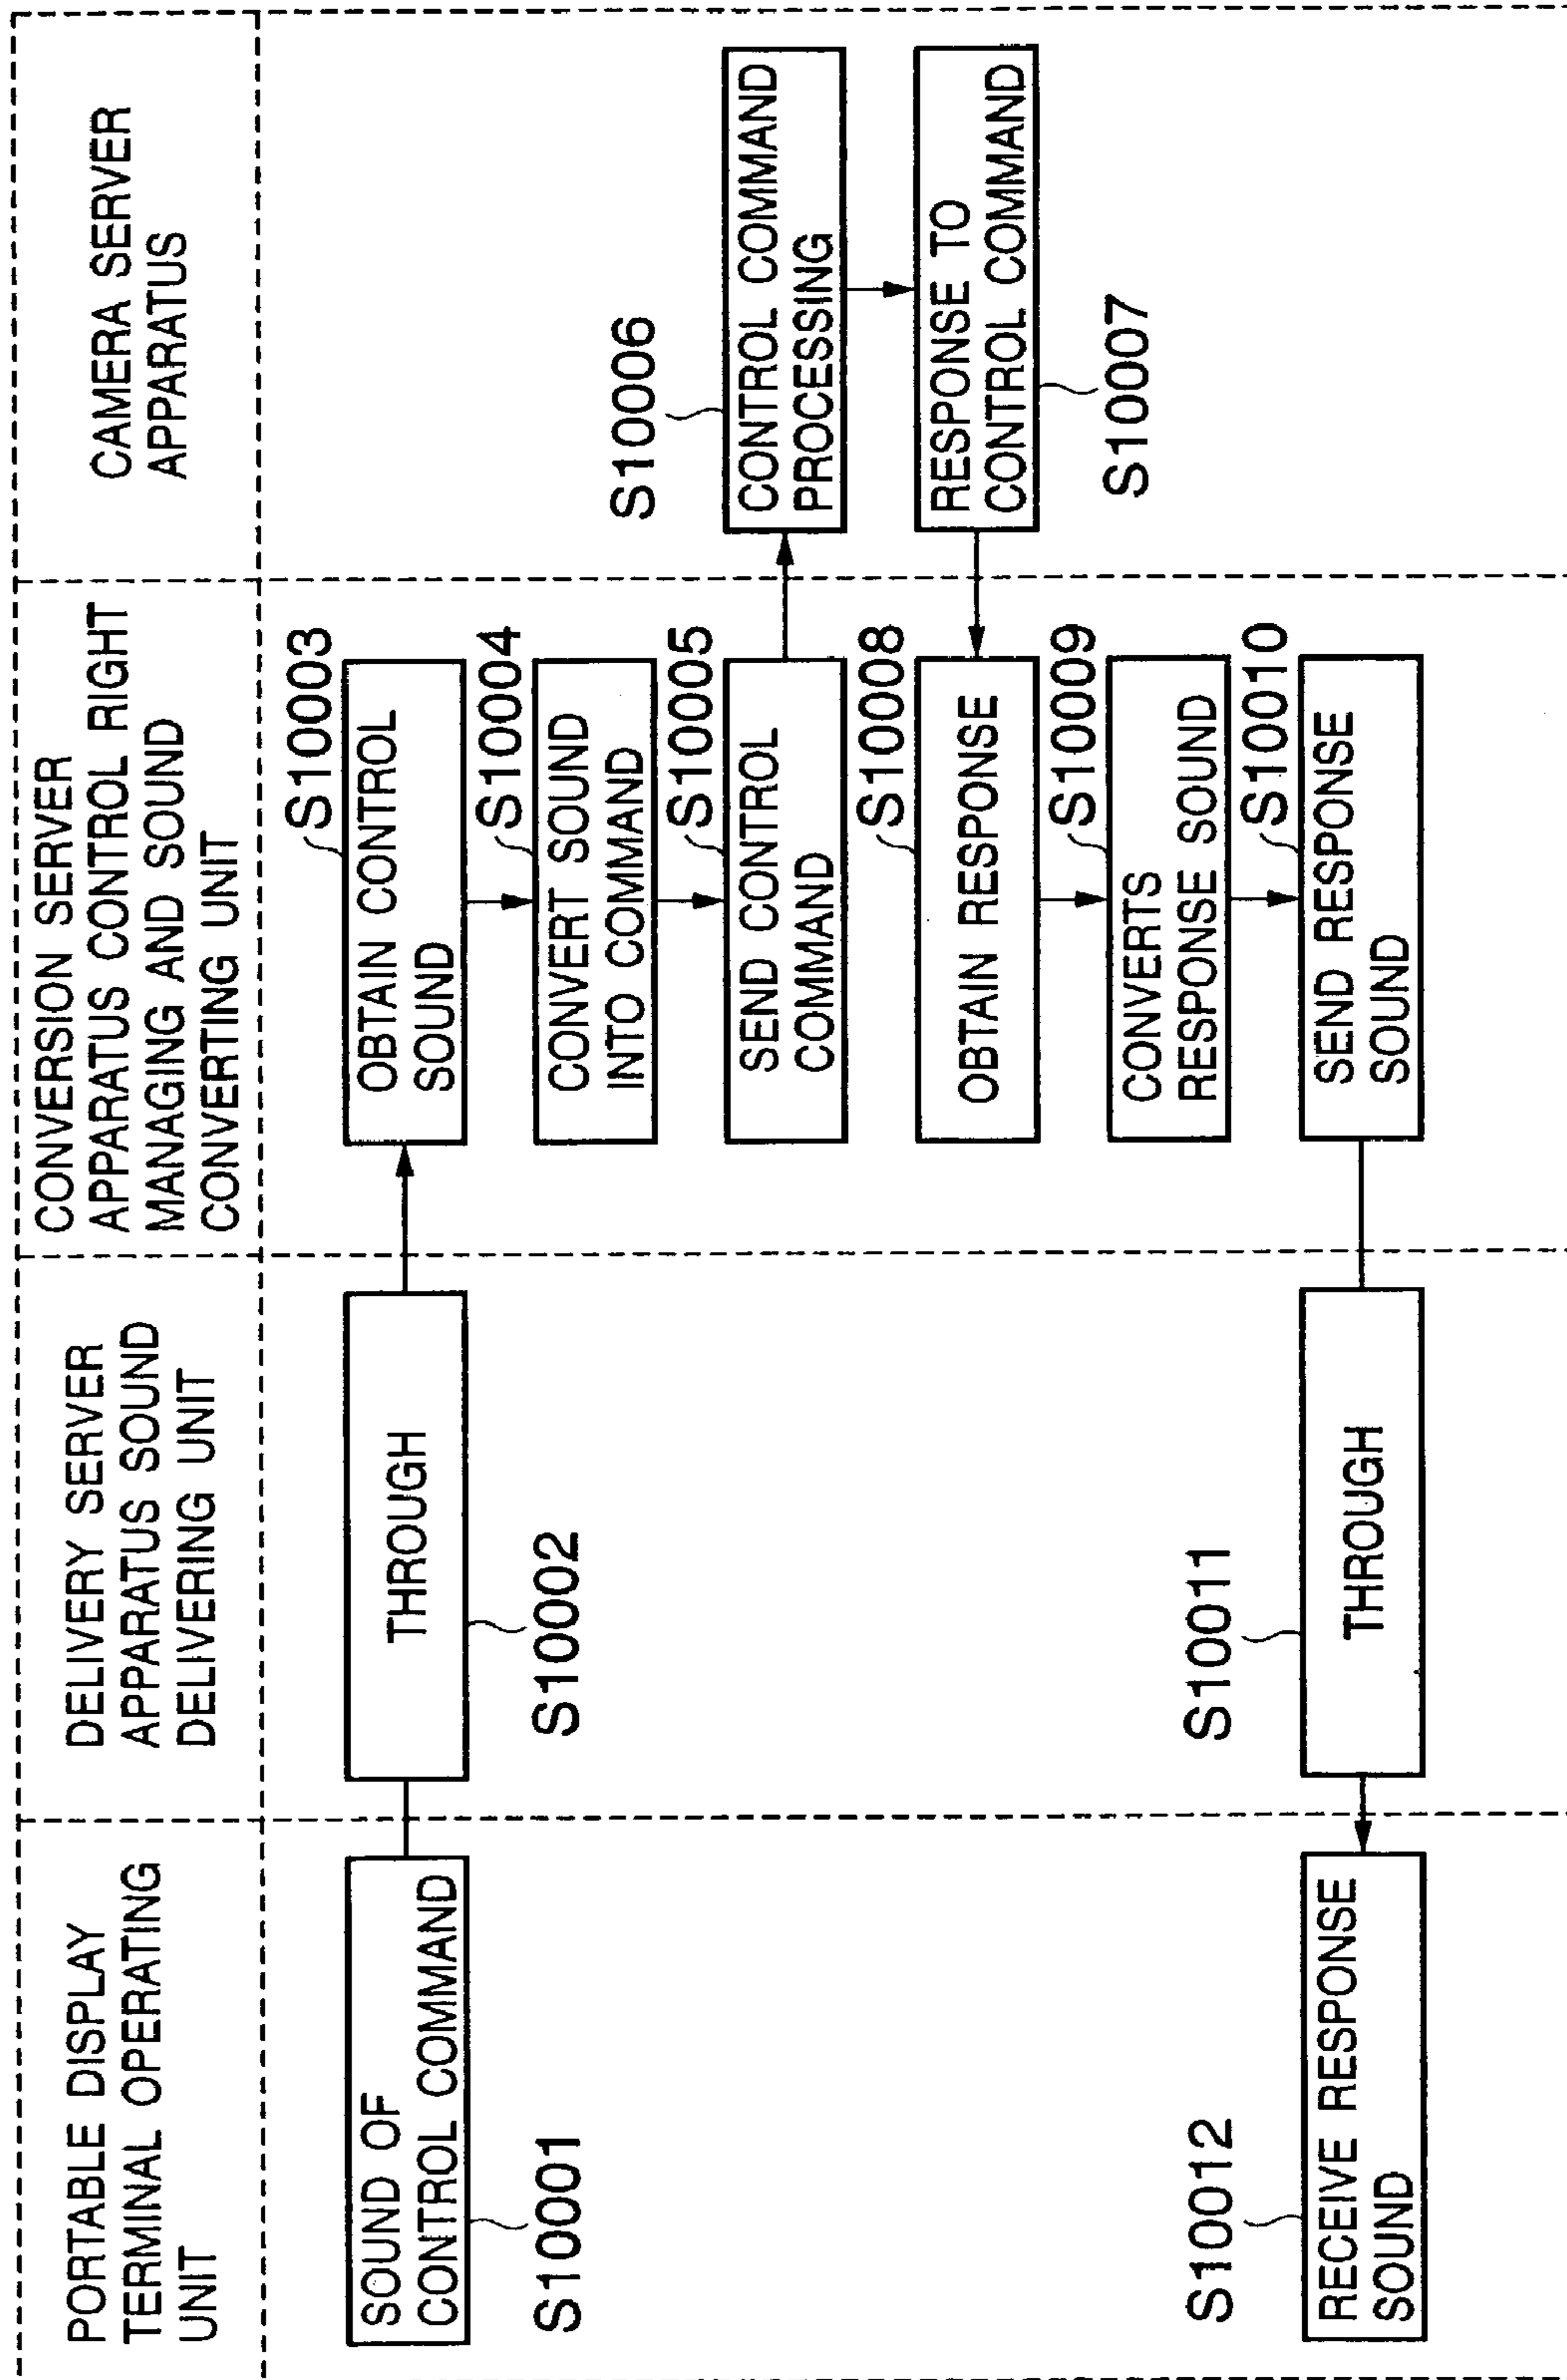 PORTABLE DISPLAY
TERMINAL OPERATING
UNIT
DELIVERY SERVER
APPARATUS SOUND
DELIVERING UNIT
CONVERSION SERVER
APPARATUS CONTROL RIGHT
MANAGING AND SOUND
CONVERTING UNIT
CAMERA SERVER
APPARATUS
SOUND OF
CONTROL COMMAND
S10001
THROUGH
S10002
S10003
OBTAIN CONTROL
SOUND
S10004
CONVERT SOUND
INTO COMMAND
S10005
SEND CONTROL
COMMAND
S10006
CONTROL COMMAND
PROCESSING
RESPONSE TO
CONTROL COMMAND
S10007
S10008
OBTAIN RESPONSE
S10009
CONVERTS
RESPONSE SOUND
S10010
SEND RESPONSE
SOUND
S10011
THROUGH
S10012
RECEIVE RESPONSE
SOUND